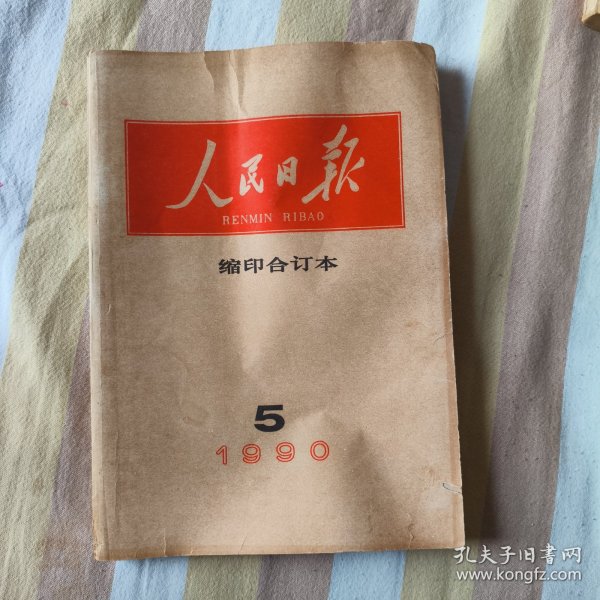 人民日报
RENMIN RIBAO
缩印合订本
5
1990
孔夫子旧书网
www.kongfz.com